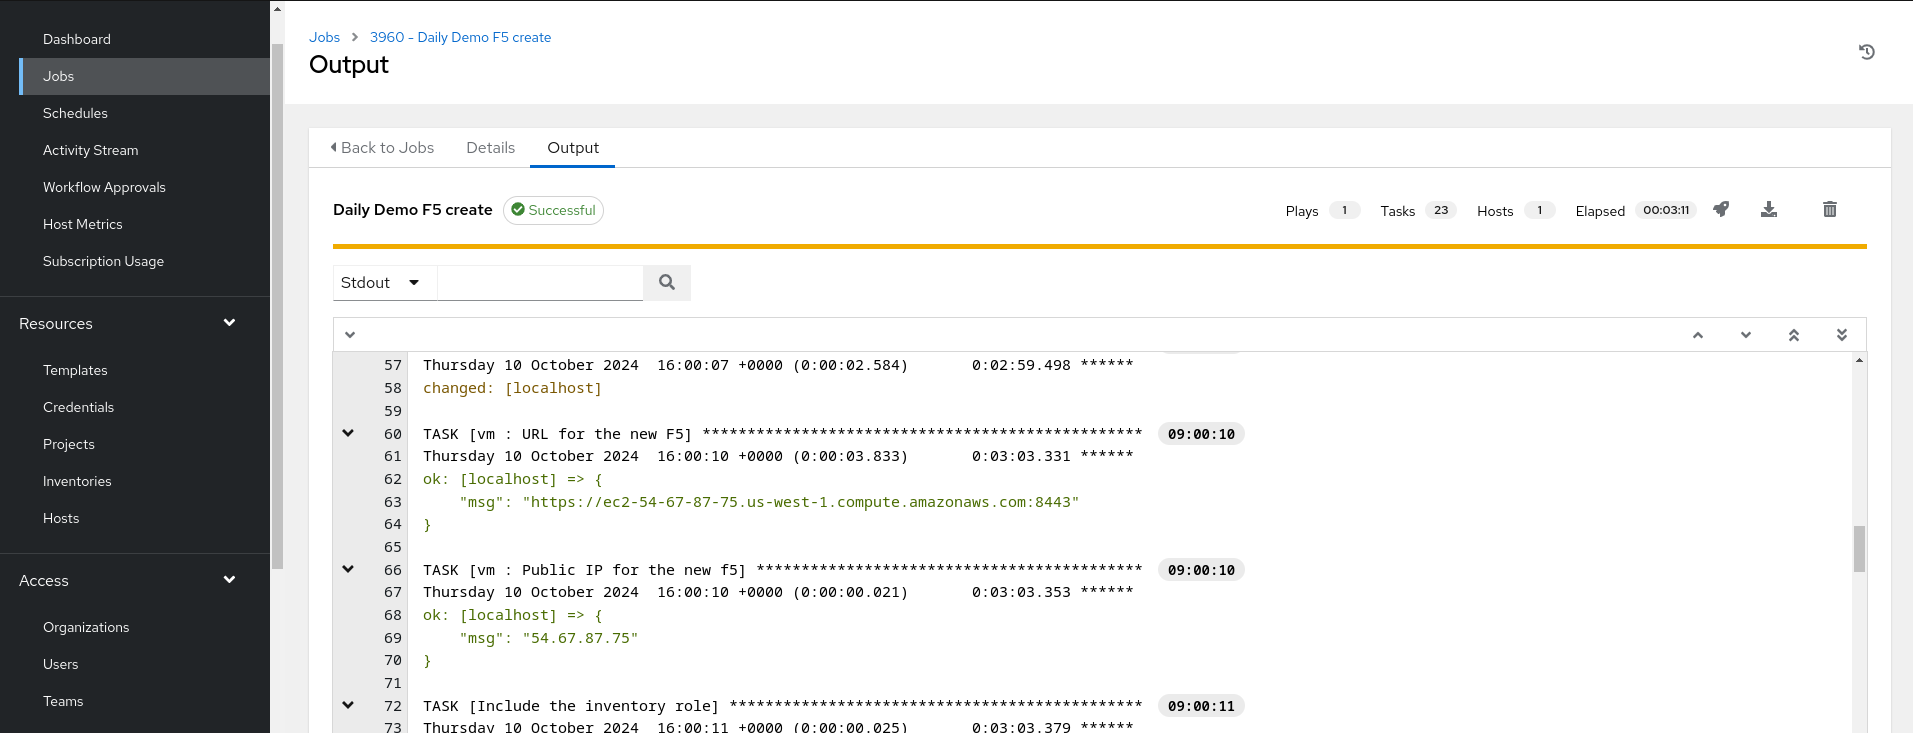 Dashboard
Jobs
Schedules
Activity Stream
Workflow Approvals
Host Metrics
Subscription Usage
Resources
Templates
Credentials
Projects
Inventories
Hosts
Access
Organizations
Users
Teams
Jobs > 3960 - Daily Demo F5 create
Output
Back to Jobs Details Output
Daily Demo F5 create Successful Plays 1 Tasks 23 Hosts 1 Elapsed 00:03:11
Stdout
57 Thursday 10 October 2024  16:00:07 +0000 (0:00:02.584)       0:02:59.498 ******
58 changed: [localhost]
59
60 TASK [vm : URL for the new F5] ************************************************* 09:00:10
61 Thursday 10 October 2024  16:00:10 +0000 (0:00:03.833)       0:03:03.331 ******
62 ok: [localhost] => {
63     "msg": "https://ec2-54-67-87-75.us-west-1.compute.amazonaws.com:8443"
64 }
65
66 TASK [vm : Public IP for the new f5] ******************************************* 09:00:10
67 Thursday 10 October 2024  16:00:10 +0000 (0:00:00.021)       0:03:03.353 ******
68 ok: [localhost] => {
69     "msg": "54.67.87.75"
70 }
71
72 TASK [Include the inventory role] ********************************************** 09:00:11
73 Thursday 10 October 2024  16:00:11 +0000 (0:00:00.025)       0:03:03.379 ******